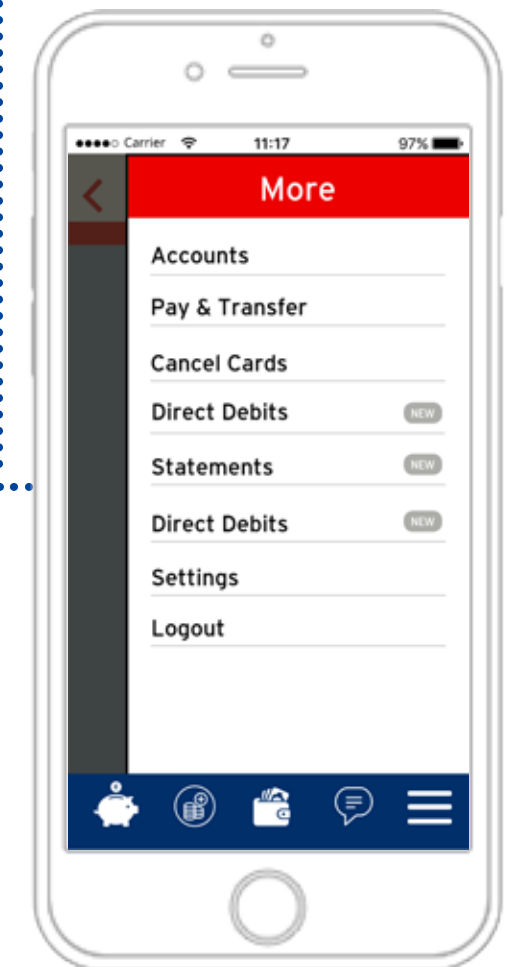 Carrier 11:17 97%
More
Accounts
Pay & Transfer
Cancel Cards
Direct Debits NEW
Statements NEW
Direct Debits NEW
Settings
Logout